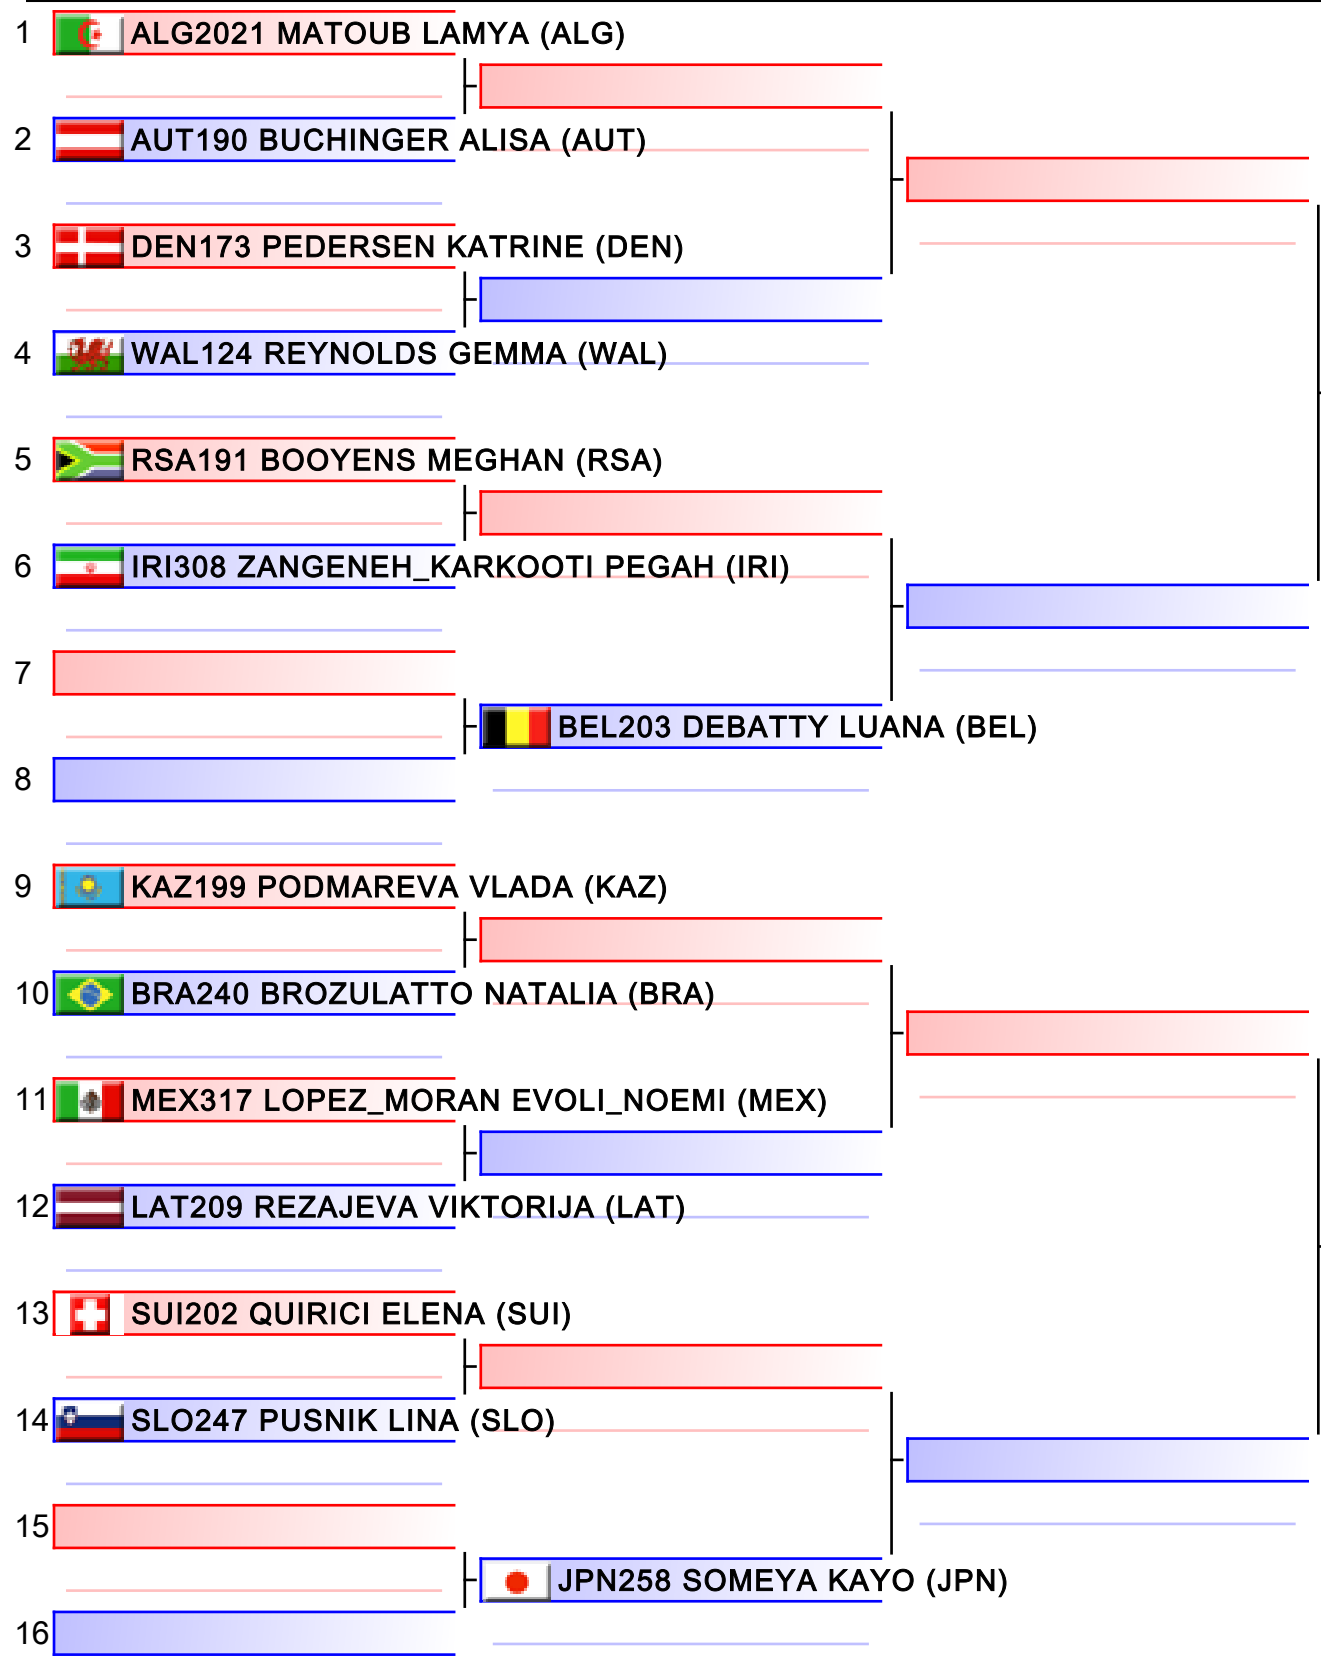 1 ALG2021 MATOUB LAMYA (ALG)
2 AUT190 BUCHINGER ALISA (AUT)
3 DEN173 PEDERSEN KATRINE (DEN)
4 WAL124 REYNOLDS GEMMA (WAL)
5 RSA191 BOOYENS MEGHAN (RSA)
6 IRI308 ZANGENEH_KARKOOTI PEGAH (IRI)
7
BEL203 DEBATTY LUANA (BEL)
8
9 KAZ199 PODMAREVA VLADA (KAZ)
10 BRA240 BROZULATTO NATALIA (BRA)
11 MEX317 LOPEZ_MORAN EVOLI_NOEMI (MEX)
12 LAT209 REZAJEVA VIKTORIJA (LAT)
13 SUI202 QUIRICI ELENA (SUI)
14 SLO247 PUSNIK LINA (SLO)
15
JPN258 SOMEYA KAYO (JPN)
16